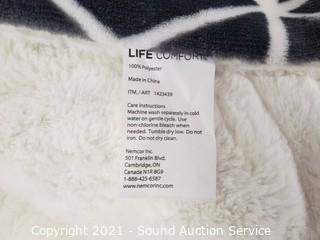 LIFE COMFORT
100% Polyester
Made in China
ITM./ ART 1423439
Care Instructions
Machine wash separately in cold
water on gentle cycle. Use
non-chlorine bleach when
needed. Tumble dry low. Do not
iron. Do not dry clean.
Nemcor Inc.
501 Franklin Blvd.
Cambridge, ON
Canada N1R 8G9
1-888-425-6587
www.nemcorinc.com
Copyright 2021 - Sound Auction Service